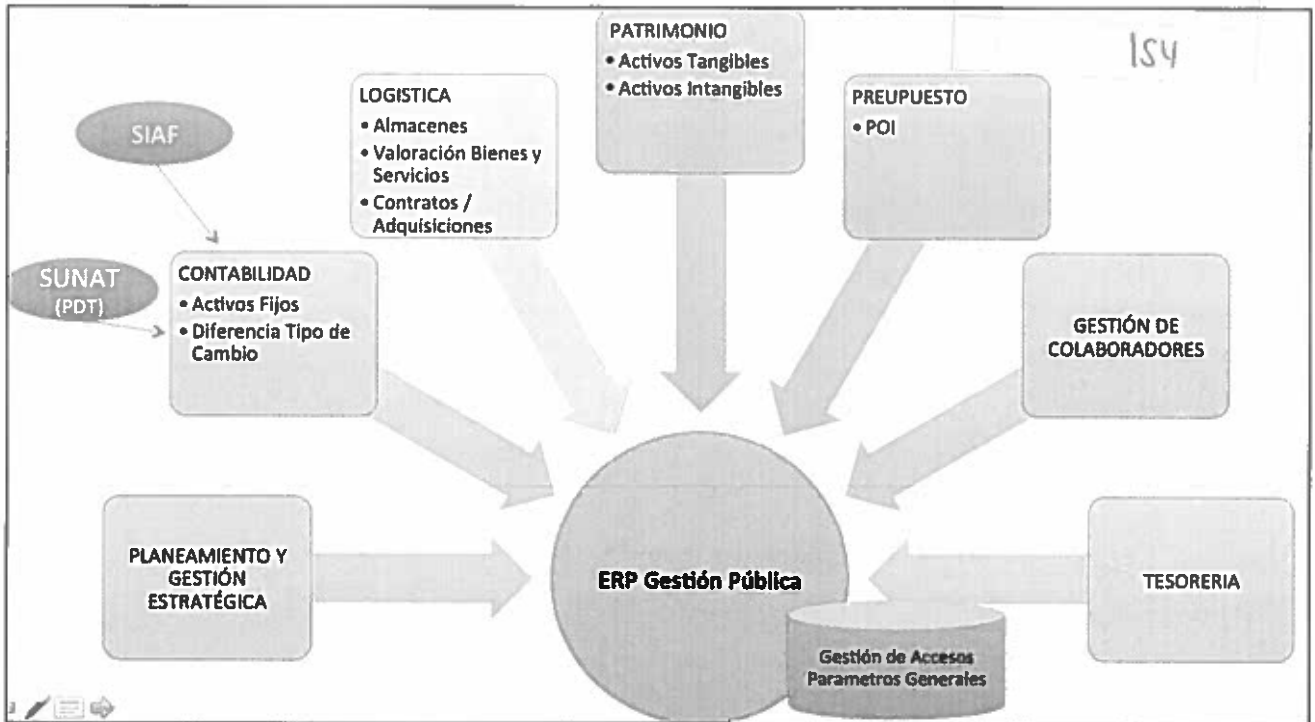 154
PATRIMONIO
• Activos Tangibles
• Activos Intangibles
LOGISTICA
• Almacenes
• Valoración Bienes y
Servicios
• Contratos /
Adquisiciones
PREUPUESTO
• POI
SIAF
SUNAT
(PDT)
CONTABILIDAD
• Activos Fijos
• Diferencia Tipo de
Cambio
GESTIÓN DE
COLABORADORES
PLANEAMIENTO Y
GESTIÓN
ESTRATÉGICA
ERP Gestión Pública
TESORERIA
Gestión de Accesos
Parametros Generales